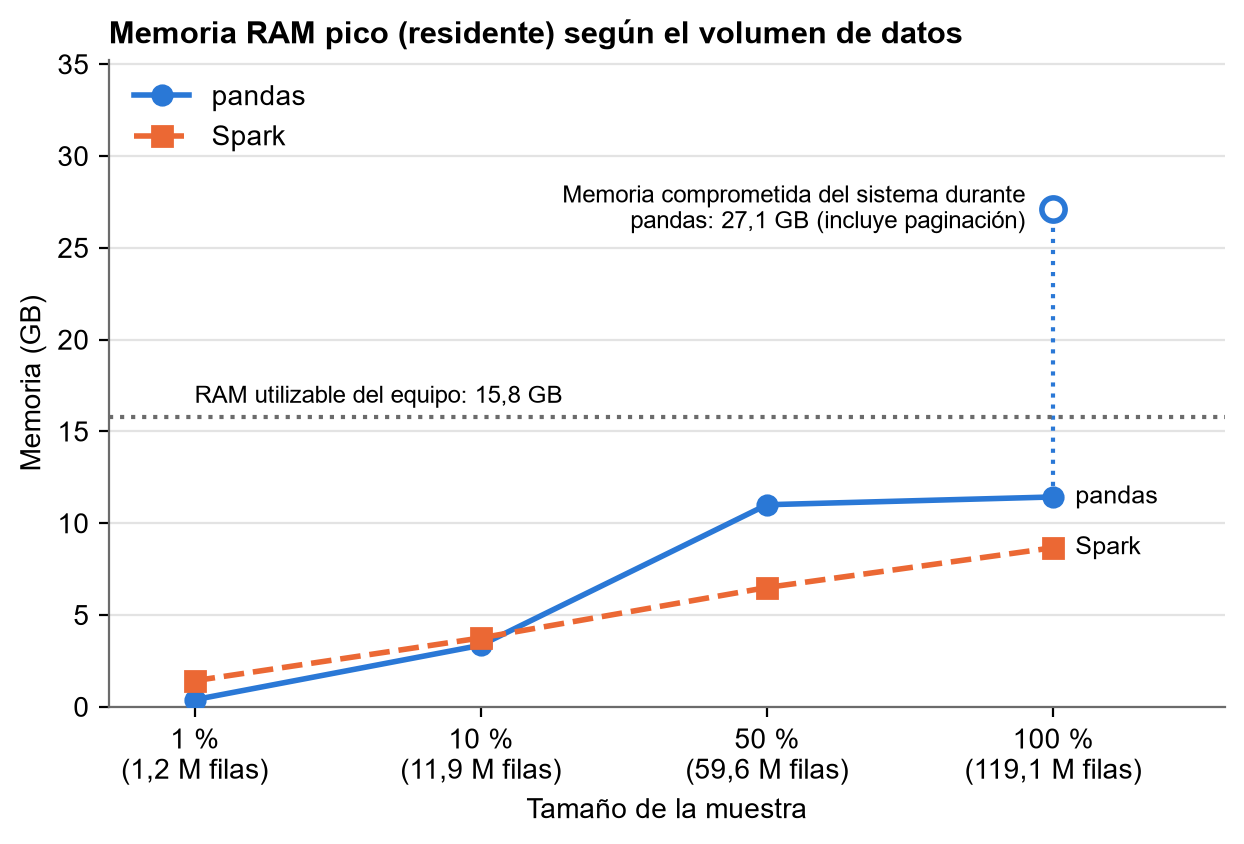 Memoria RAM pico (residente) según el volumen de datos
35
pandas
Spark
30
Memoria comprometida del sistema durante
pandas: 27,1 GB (incluye paginación)
25
Memoria (GB)
20
RAM utilizable del equipo: 15,8 GB
15
pandas
10
Spark
5
0
1 %
(1,2 M filas)
10 %
(11,9 M filas)
50 %
(59,6 M filas)
100 %
(119,1 M filas)
Tamaño de la muestra